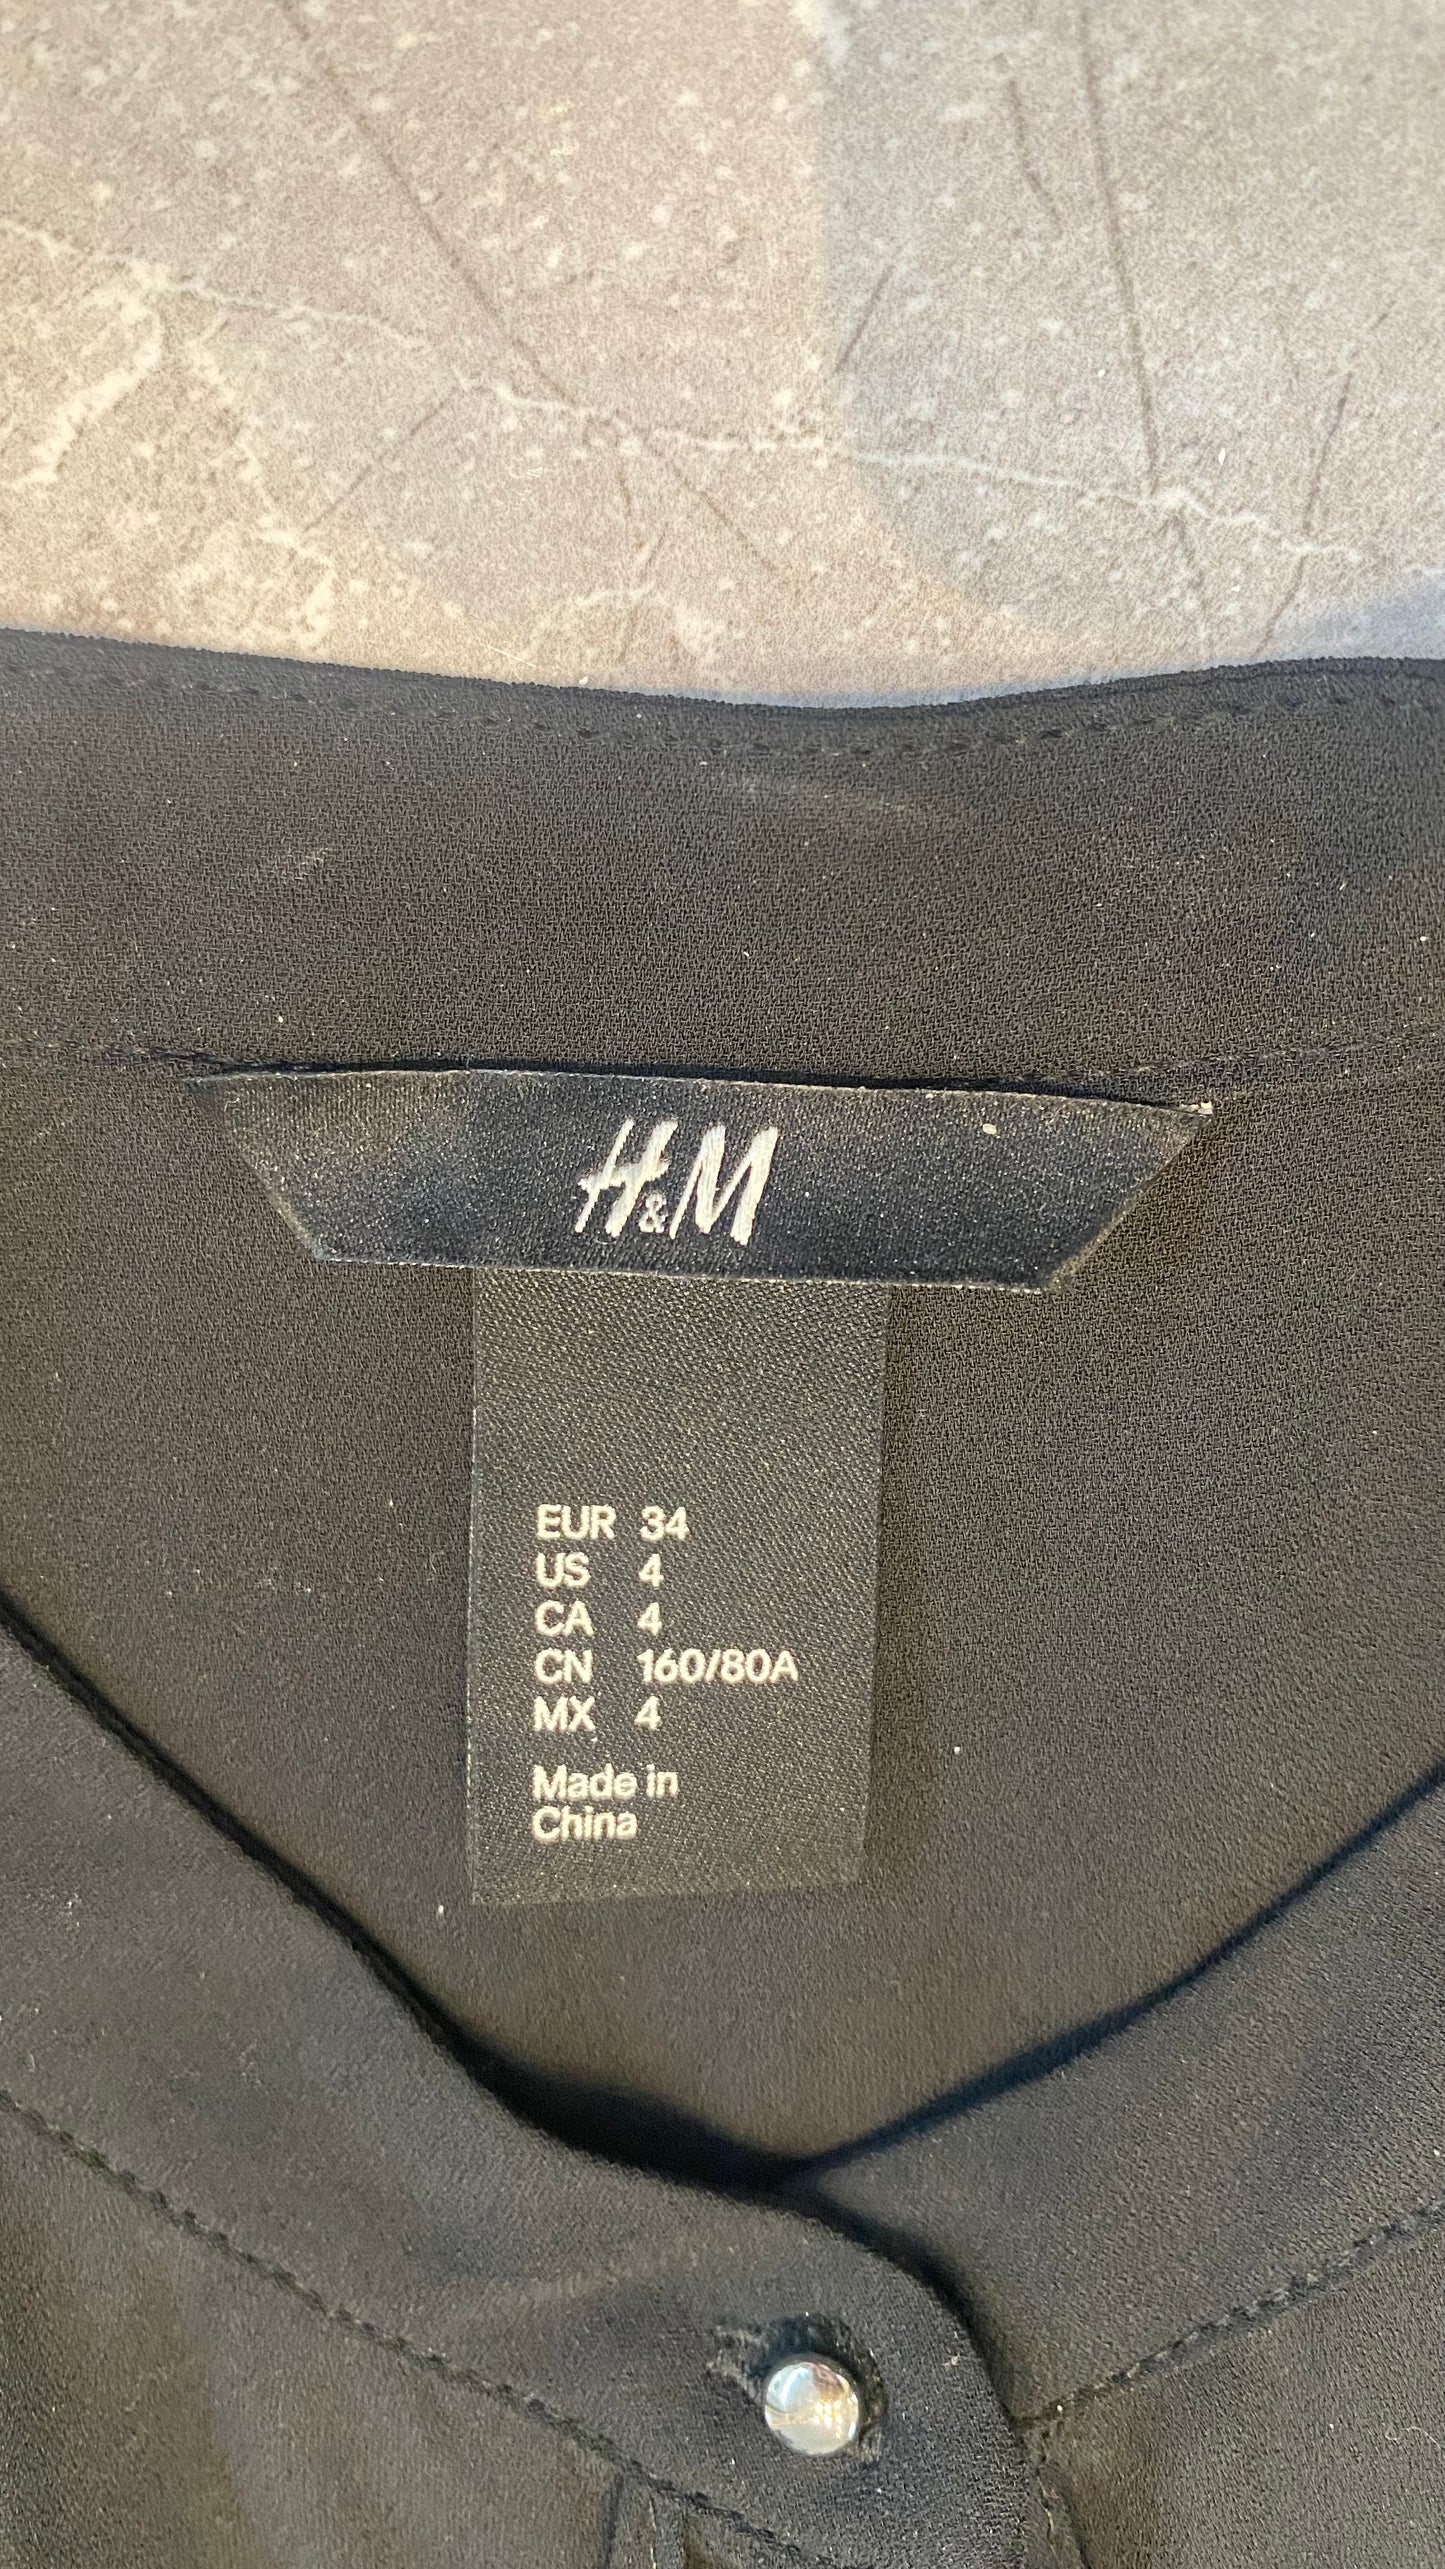 H&M
EUR 34
US 4
CA 4
CN 160/80A
MX 4
Made in
China